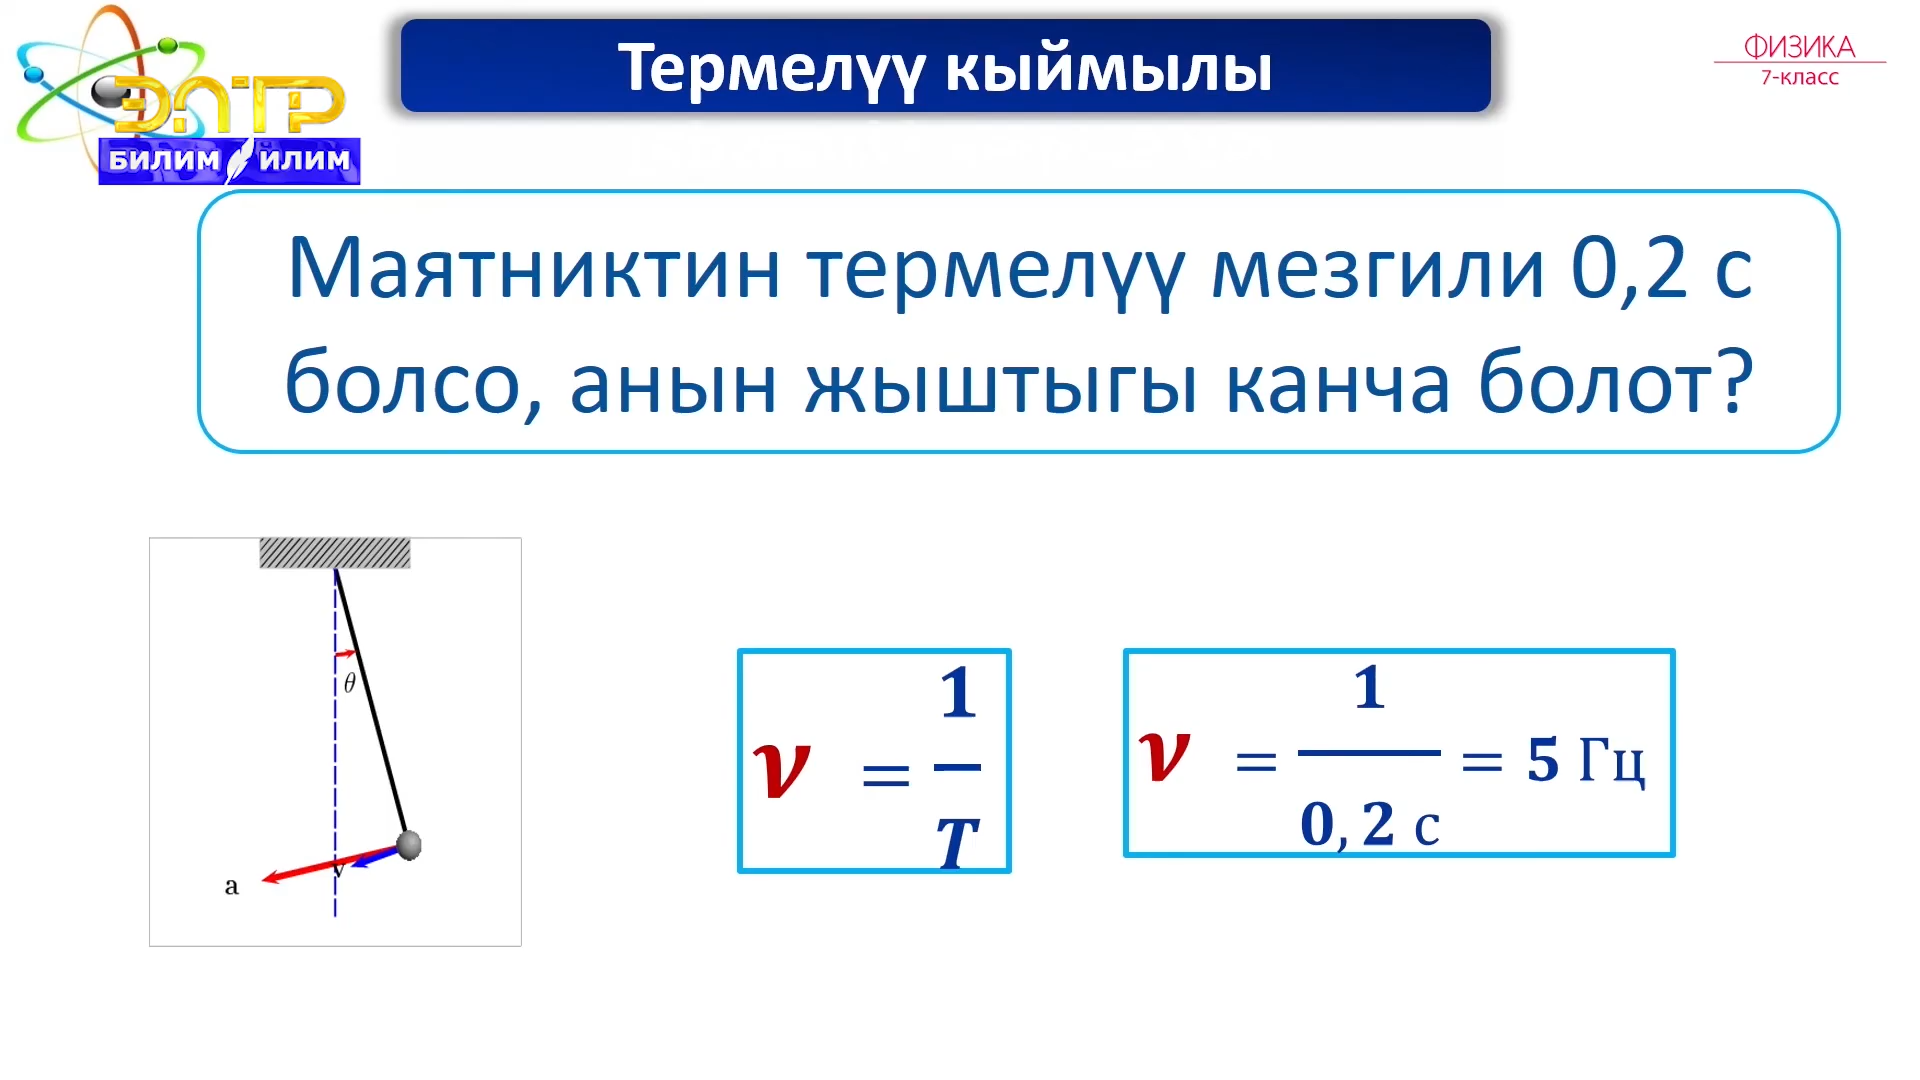 ЭЛТР
БИЛИМ ИЛИМ
Термелүү кыймылы
ФИЗИКА
7-класс
Маятниктин термелүү мезгили 0,2 с
болсо, анын жыштыгы канча болот?
θ
v
a
ν = 1/T
ν = 1/0,2 с = 5 Гц